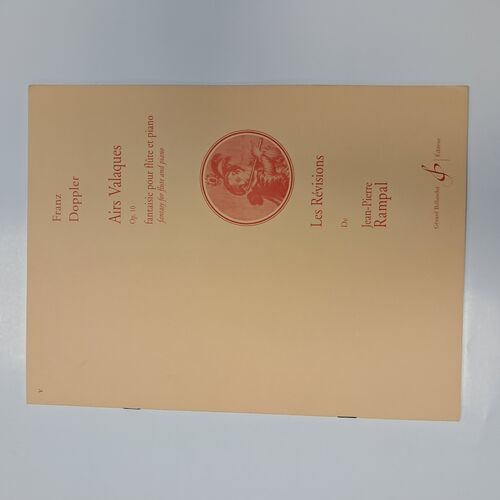 Franz
Doppler
Airs Valaques
Op. 10
fantaisie pour flûte et piano
fantasy for flute and piano
Les Révisions
De
Jean-Pierre
Rampal
Gérard Billaudot Éditeur
V